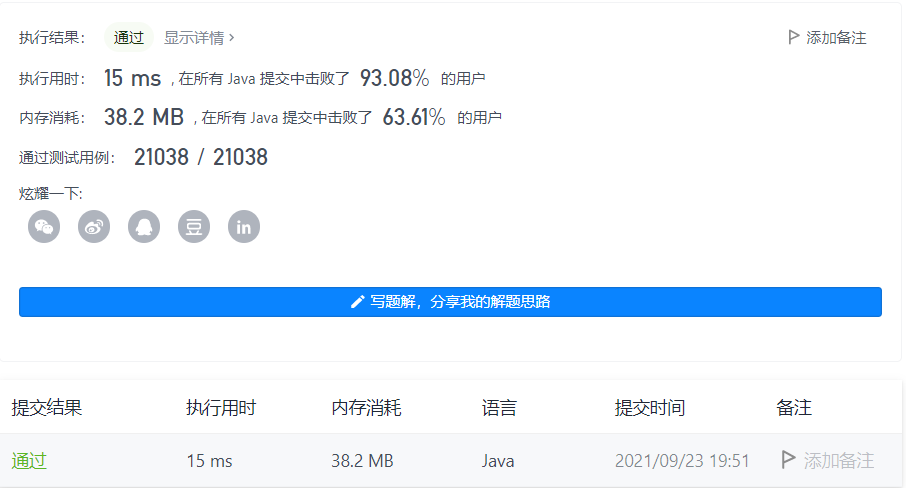 执行结果： 通过 显示详情 › 添加备注
执行用时： 15 ms , 在所有 Java 提交中击败了 93.08% 的用户
内存消耗： 38.2 MB , 在所有 Java 提交中击败了 63.61% 的用户
通过测试用例： 21038 / 21038
炫耀一下:
豆 in
写题解，分享我的解题思路
提交结果 执行用时 内存消耗 语言 提交时间 备注
通过 15 ms 38.2 MB Java 2021/09/23 19:51 添加备注